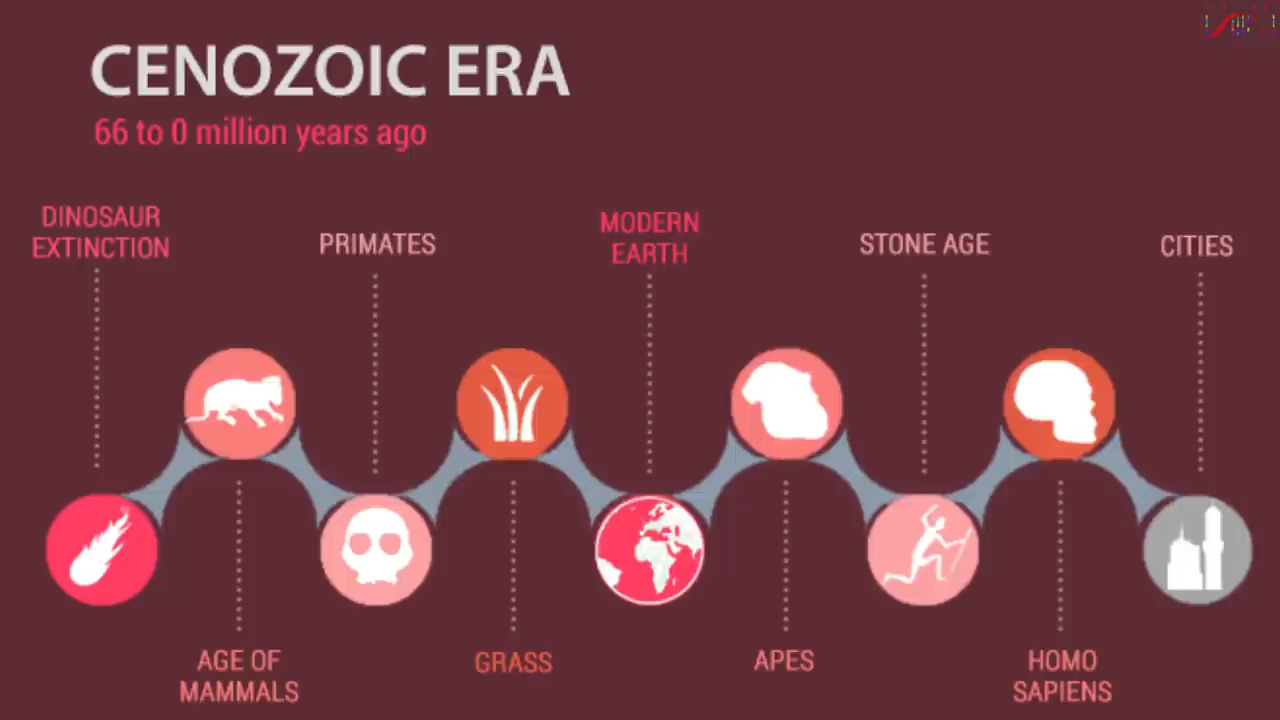 CENOZOIC ERA
66 to 0 million years ago
DINOSAUR
EXTINCTION
PRIMATES
MODERN
EARTH
STONE AGE
CITIES
AGE OF
MAMMALS
GRASS
APES
HOMO
SAPIENS